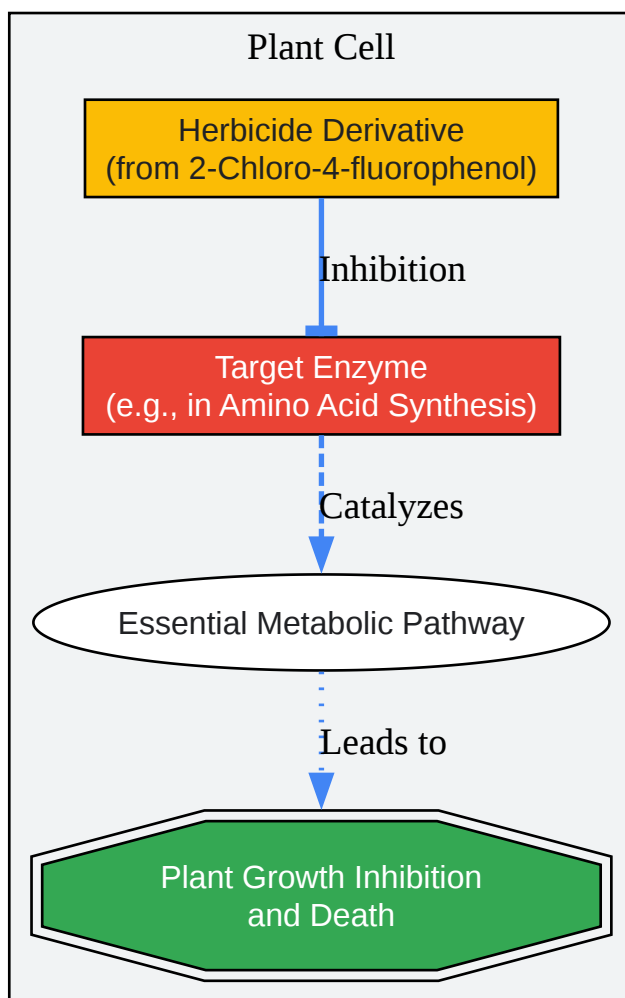 Plant Cell
Herbicide Derivative
(from 2-Chloro-4-fluorophenol)
Inhibition
Target Enzyme
(e.g., in Amino Acid Synthesis)
Catalyzes
Essential Metabolic Pathway
Leads to
Plant Growth Inhibition
and Death